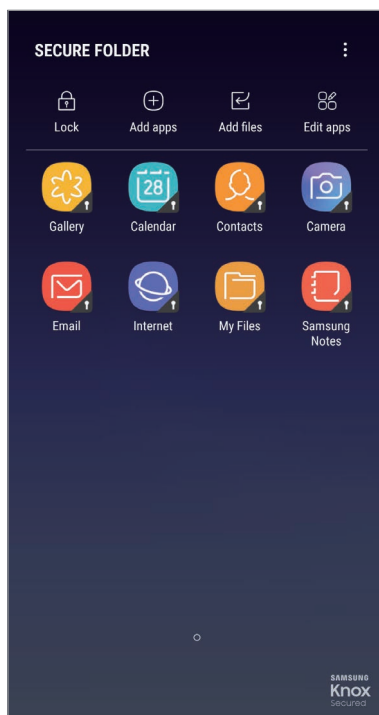 SECURE FOLDER
Lock Add apps Add files Edit apps
28
Gallery Calendar Contacts Camera
Email Internet My Files Samsung
Notes
SAMSUNG
Knox
Secured